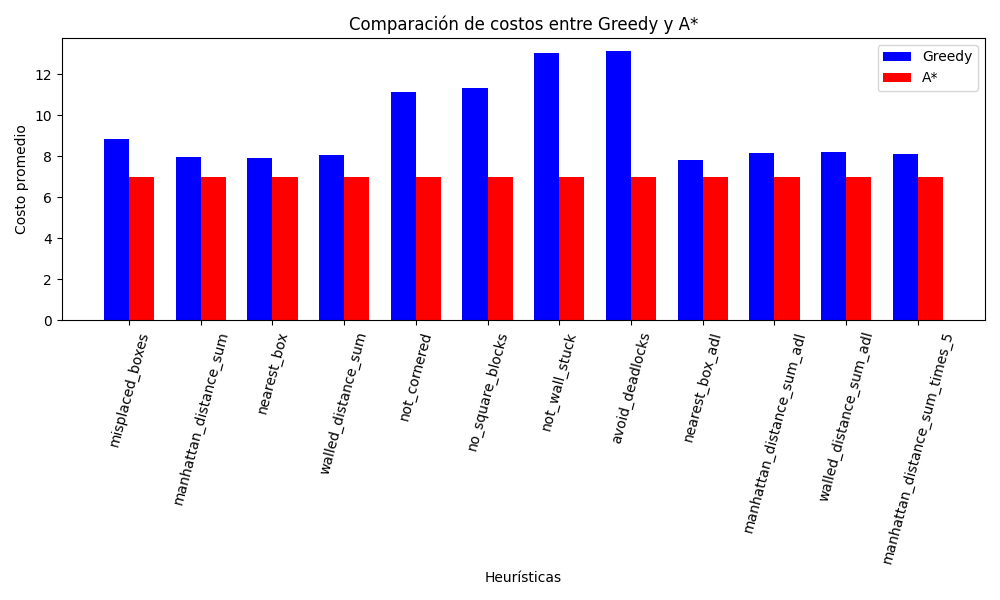 Comparación de costos entre Greedy y A*
Greedy
A*
Costo promedio
12
10
8
6
4
2
0
misplaced_boxes
manhattan_distance_sum
nearest_box
walled_distance_sum
not_cornered
no_square_blocks
not_wall_stuck
avoid_deadlocks
nearest_box_adl
manhattan_distance_sum_adl
walled_distance_sum_adl
manhattan_distance_sum_times_5
Heurísticas